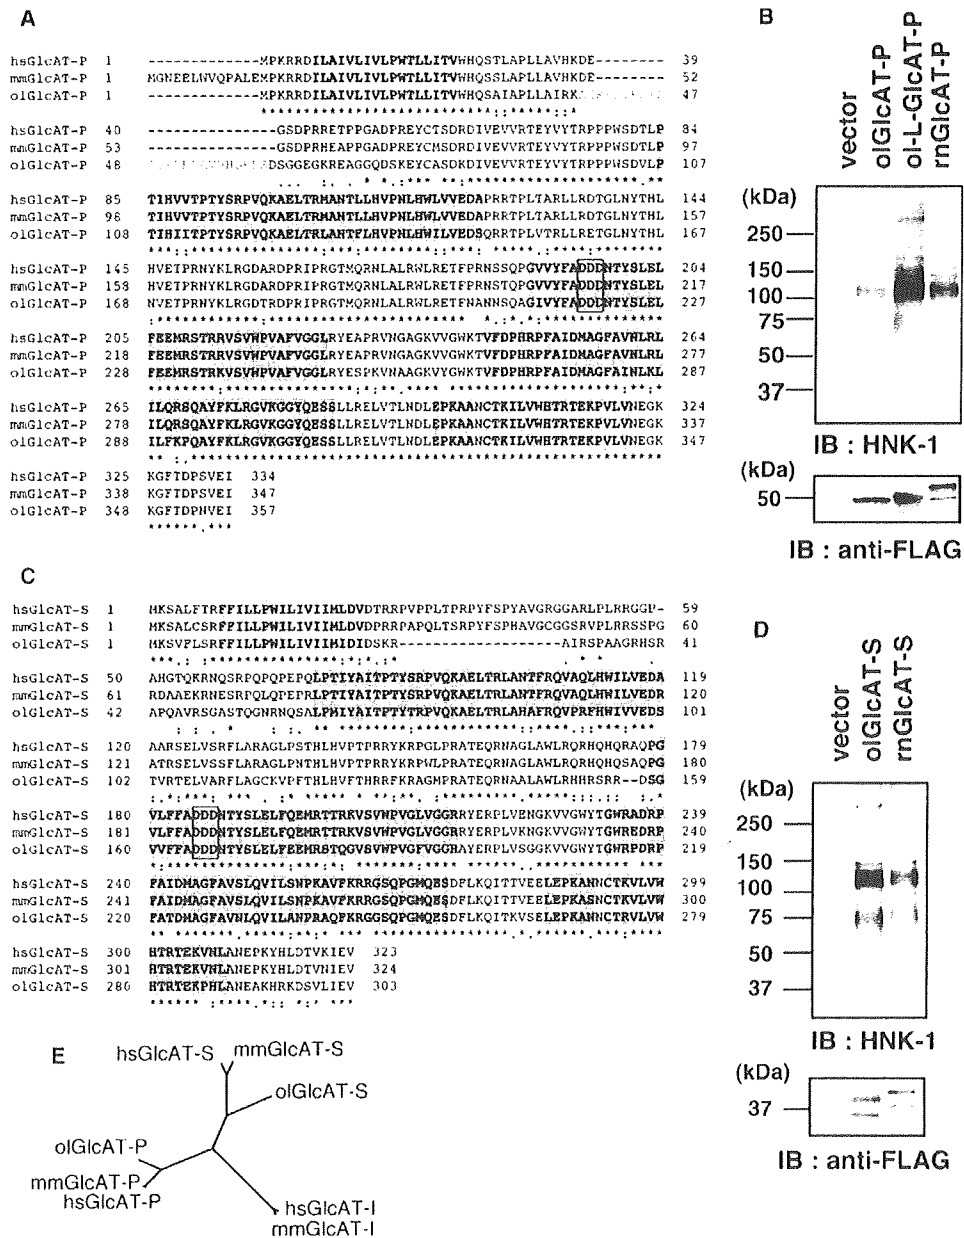 A
hsGlcAT-P 1 ----------------MPKRRDILAIVLIVLPWTLLITVWHQSTLAPLLAVHKDE-------- 39
mmGlcAT-P 1 MGNEELWVQPALEMPKRRDILAIVLIVLPWTLLITVWHQSSIAPLLAVHKDE-------- 52
olGlcAT-P 1 MPKRRDILAIVLIVLPWTLLITVWHQSAIAPLLAIRK 47
hsGlcAT-P 40 ---------------GSDPRRETPPGADPREYCTSDRDIVEVVRTEYVYTRPPPWSDTLP 84
mmGlcAT-P 53 ---------------GSDPRHEAPPGADPREYCMSDRDIVEVVRTEYVYTRPPPWSDTLP 97
olGlcAT-P 48 DSGGEGKREAGGQDSKEYCASDKDIVEVVRTEYVYTRPPPWSDVLP 107
hsGlcAT-P 85 TIHVVTPTYSRPVQKAELTRMANTLLHVPNLHWLVVEDAPRRTPLTARLLRDTGLNYTHL 144
mmGlcAT-P 98 TIHVVTPTYSRPVQKAELTRMANTLLHVPNLHWLVVEDAPRRTPLTARLLRDTGLNYTHL 157
olGlcAT-P 108 TIHIITPTYSRPVQKAELTRLANTFLHVPNLHWILVEDSQRRTPLVTRLLRETGLNYTHL 167
hsGlcAT-P 145 HVETPRNYKLRGDARDPRIPRGTMQRNLALRWLRETFPRNSSQPGVVYFADDDNTYSLEL 204
mmGlcAT-P 158 HVETPRNYKLRGDARDPRIPRGTMQRNLALRWLRETFPRNSTQPGVVYFADDDNTYSLEL 217
olGlcAT-P 168 NVETPRNYKLRGDTRDPRIPRGTMQRNLALRWLRETFNANNSQAGIVYFADDDNTYSLEL 227
hsGlcAT-P 205 FEEMRSTRRVSVWPVAFVGGLRYEAPRVNGAGKVVGWKTVFDPHRPFAIDMAGFAVNLRL 264
mmGlcAT-P 218 FEEMRSTRRVSVWPVAFVGGLRYEAPRVNGAGKVVGWKTVFDPHRPFAIDMAGFAVNLRL 277
olGlcAT-P 228 FEEMRSTRKVSVWPVAFVGGLRYESPKVNAAGKVYGWKTVFDPHRPFAIDMAGFAINLKL 287
hsGlcAT-P 265 ILQRSQAYFKLRGVKGGYQESSLLRELVTLNDLEPKAANCTKILVWHTRTEKPVLVNEGK 324
mmGlcAT-P 278 ILQRSQAYFKLRGVKGGYQESSLLRELVTLNDLEPKAANCTKILVWHTRTEKPVLVNEGK 337
olGlcAT-P 288 ILFKPQAYFKLRGVKGGYQESSLLRELVTLNDLEPKAANCTKILVWHTRTEKPVLVNEGK 347
hsGlcAT-P 325 KGFTDPSVEI 334
mmGlcAT-P 338 KGFTDPSVEI 347
olGlcAT-P 348 KGFTDPNVEI 357
B
vector
olGlcAT-P
ol-L-GlcAT-P
rnGlcAT-P
(kDa)
250
150
100
75
50
37
IB : HNK-1
(kDa)
50
IB : anti-FLAG
C
hsGlcAT-S 1 MKSALFTRFFILLPWILIVIIMLDVDTRRPVPPLTPRPYFSPYAVGRGGARLPLRRGGP- 59
mmGlcAT-S 1 MKSALCSRFFILLPWILIVIIMLDVDPRRPAPQLTSRPYFSPHAVGCGGSRVPLRRSSPG 60
olGlcAT-S 1 MKSVFLSRFFILLPWILIVIIMIDIDSKR-------------------AIRSPAAGRHSR 41
hsGlcAT-S 50 AHGTQKRNQSRPQPQPEPQLPTIYAITPTYSRPVQKAELTRLANTFRQVAQLHWILVEDA 119
mmGlcAT-S 61 RDAAEKRNESRPQLQPEPRLPTIYAITPTYSRPVQKAELTRLANTFRQVAQLHWILVEDR 120
olGlcAT-S 42 APQAVRSGASTQGNRNQSALPMIYAITPTYTRPVQKAELTRLAHAFRQVPRFHWIVVEDS 101
hsGlcAT-S 120 AARSELVSRFLARAGLPSTHLHVPTPRRYKRPGLPRATEQRNAGLAWLRQRHQHQRAQPG 179
mmGlcAT-S 121 ATRSELVSSFLARAGLPNTHLHVPTPRRYKRPWLPRATEQRNAGLAWLRQRHQHQSAQPG 180
olGlcAT-S 102 TVRTELVARFLAGCKVPFTHLHVFTHRRFKRAGMPRATEQRNAALAWLRHHRSRR--DSG 159
hsGlcAT-S 180 VLFFADDDNTYSLELFQEMRTTRKVSVWPVGLVGGRRYERPLVENGKVVGWYTGWRADRP 239
mmGlcAT-S 181 VLFFADDDNTYSLELFQEMRTTRKVSVWPVGLVGGRRYERPLVKNGKVVGWYTGWREDRP 240
olGlcAT-S 160 VVFFADDDNTYSLELFEEMRSTQGVSVWPVGFVGGRAYERPLVSGGKVVGWYTGWRPDRP 219
hsGlcAT-S 240 FAIDMAGFAVSLQVILSNPKAVFKRRGSQPGMQESDFLKQITTVEELEPKANNCTKVLVW 299
mmGlcAT-S 241 FAIDMAGFAVSLQVILSNPKAVFKRRGSQPGMQESDFLKQITTVEELEPKASNCTKVLVW 300
olGlcAT-S 220 FATDMAGFAVNLQVILANPRAQFKRGGSQPGMQESDFLKQITKVSELEPKANNCTRVLVW 279
hsGlcAT-S 300 HTRTEKVNLANEPKYHLDTVKIEV 323
mmGlcAT-S 301 HTRTEKVNLANEPKYHLDTVNIEV 324
olGlcAT-S 280 HTRTEKPHLANEAKHRKDSVLIEV 303
D
vector
olGlcAT-S
rnGlcAT-S
(kDa)
250
150
100
75
50
37
IB : HNK-1
(kDa)
37
IB : anti-FLAG
E
hsGlcAT-S
mmGlcAT-S
olGlcAT-S
olGlcAT-P
mmGlcAT-P
hsGlcAT-P
hsGlcAT-I
mmGlcAT-I